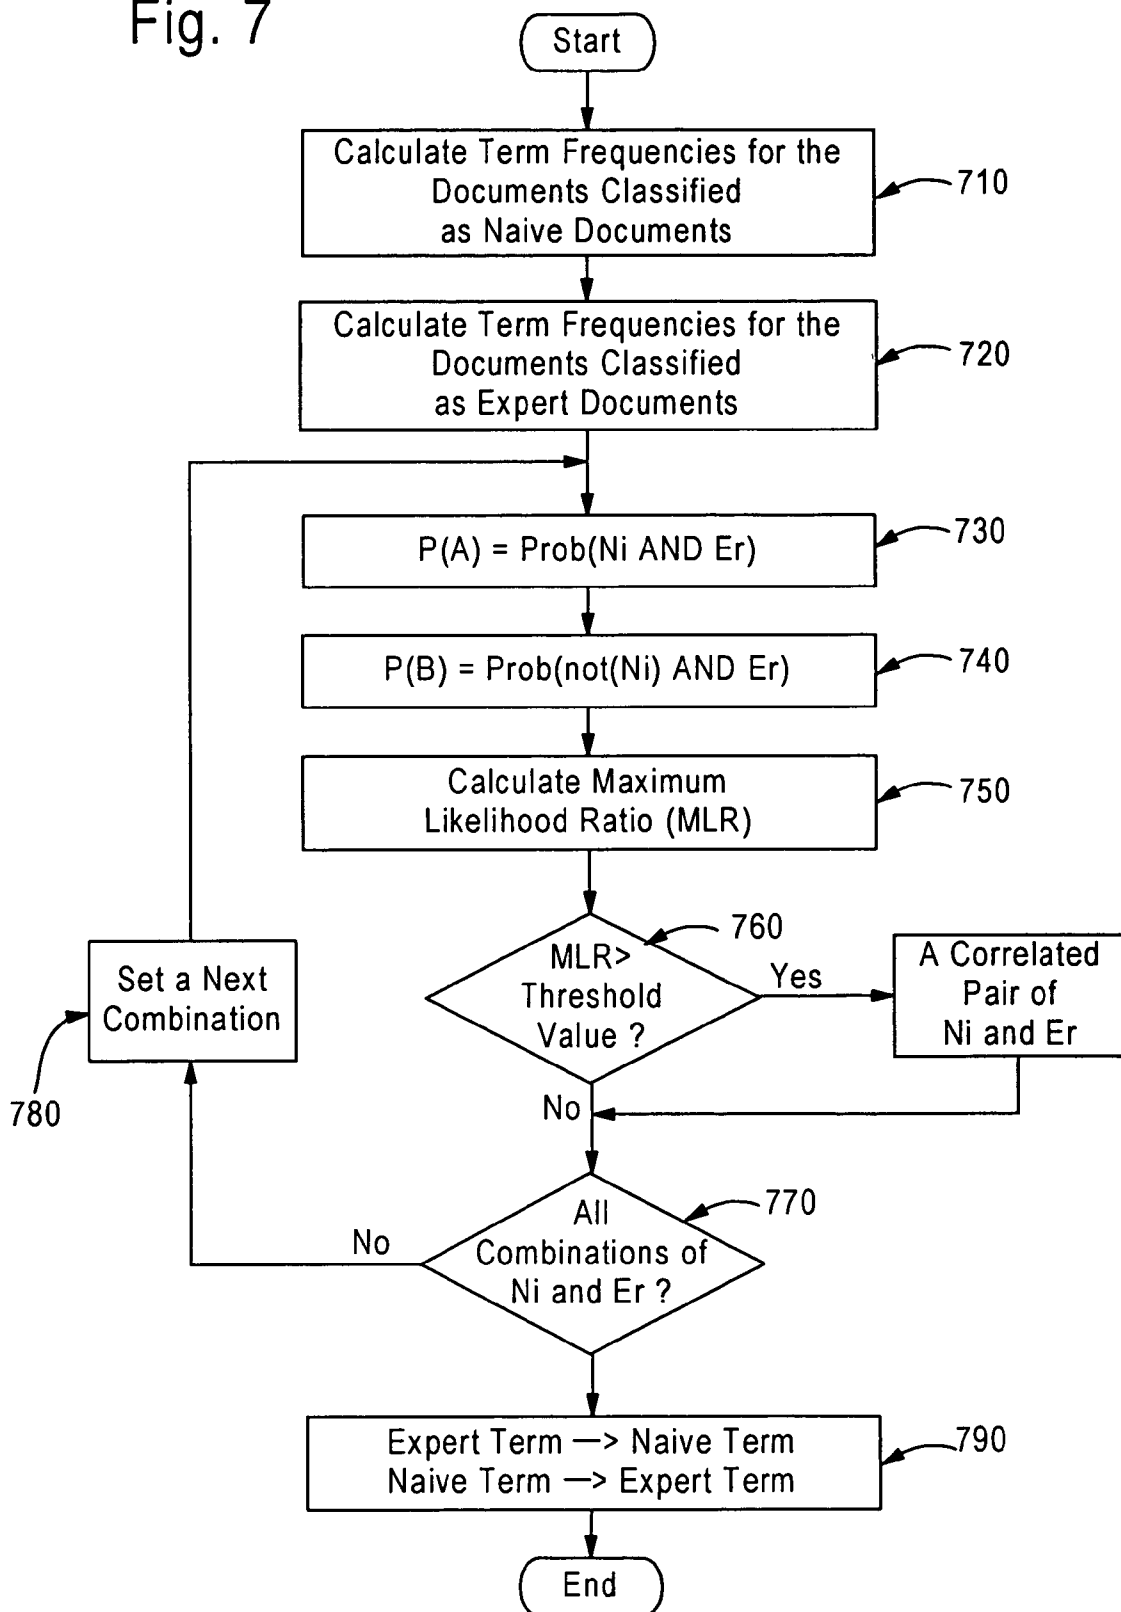 Fig. 7
Start
Calculate Term Frequencies for the
Documents Classified
as Naive Documents
710
Calculate Term Frequencies for the
Documents Classified
as Expert Documents
720
P(A) = Prob(Ni AND Er)
730
P(B) = Prob(not(Ni) AND Er)
740
Calculate Maximum
Likelihood Ratio (MLR)
750
760
MLR>
Threshold
Value ?
Yes
A Correlated
Pair of
Ni and Er
Set a Next
Combination
780
No
770
All
Combinations of
Ni and Er ?
No
Expert Term —> Naive Term
Naive Term —> Expert Term
790
End